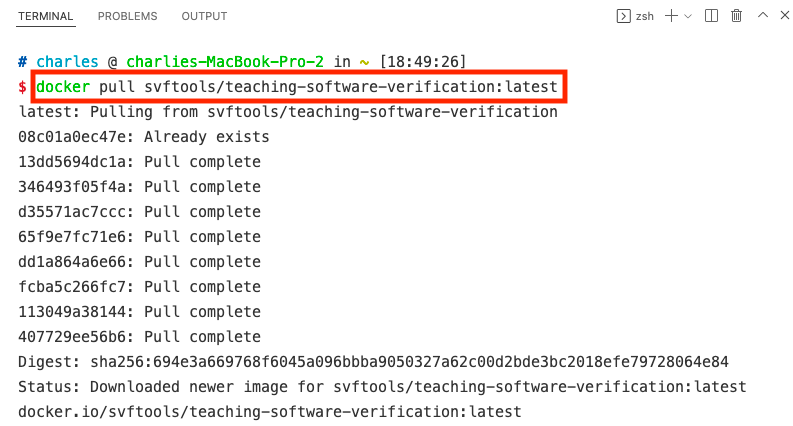 TERMINAL PROBLEMS OUTPUT zsh
# charles @ charlies-MacBook-Pro-2 in ~ [18:49:26]
$ docker pull svftools/teaching-software-verification:latest
latest: Pulling from svftools/teaching-software-verification
08c01a0ec47e: Already exists
13dd5694dc1a: Pull complete
346493f05f4a: Pull complete
d35571ac7ccc: Pull complete
65f9e7fc71e6: Pull complete
dd1a864a6e66: Pull complete
fcba5c266fc7: Pull complete
113049a38144: Pull complete
407729ee56b6: Pull complete
Digest: sha256:694e3a669768f6045a096bbba9050327a62c00d2bde3bc2018efe79728064e84
Status: Downloaded newer image for svftools/teaching-software-verification:latest
docker.io/svftools/teaching-software-verification:latest